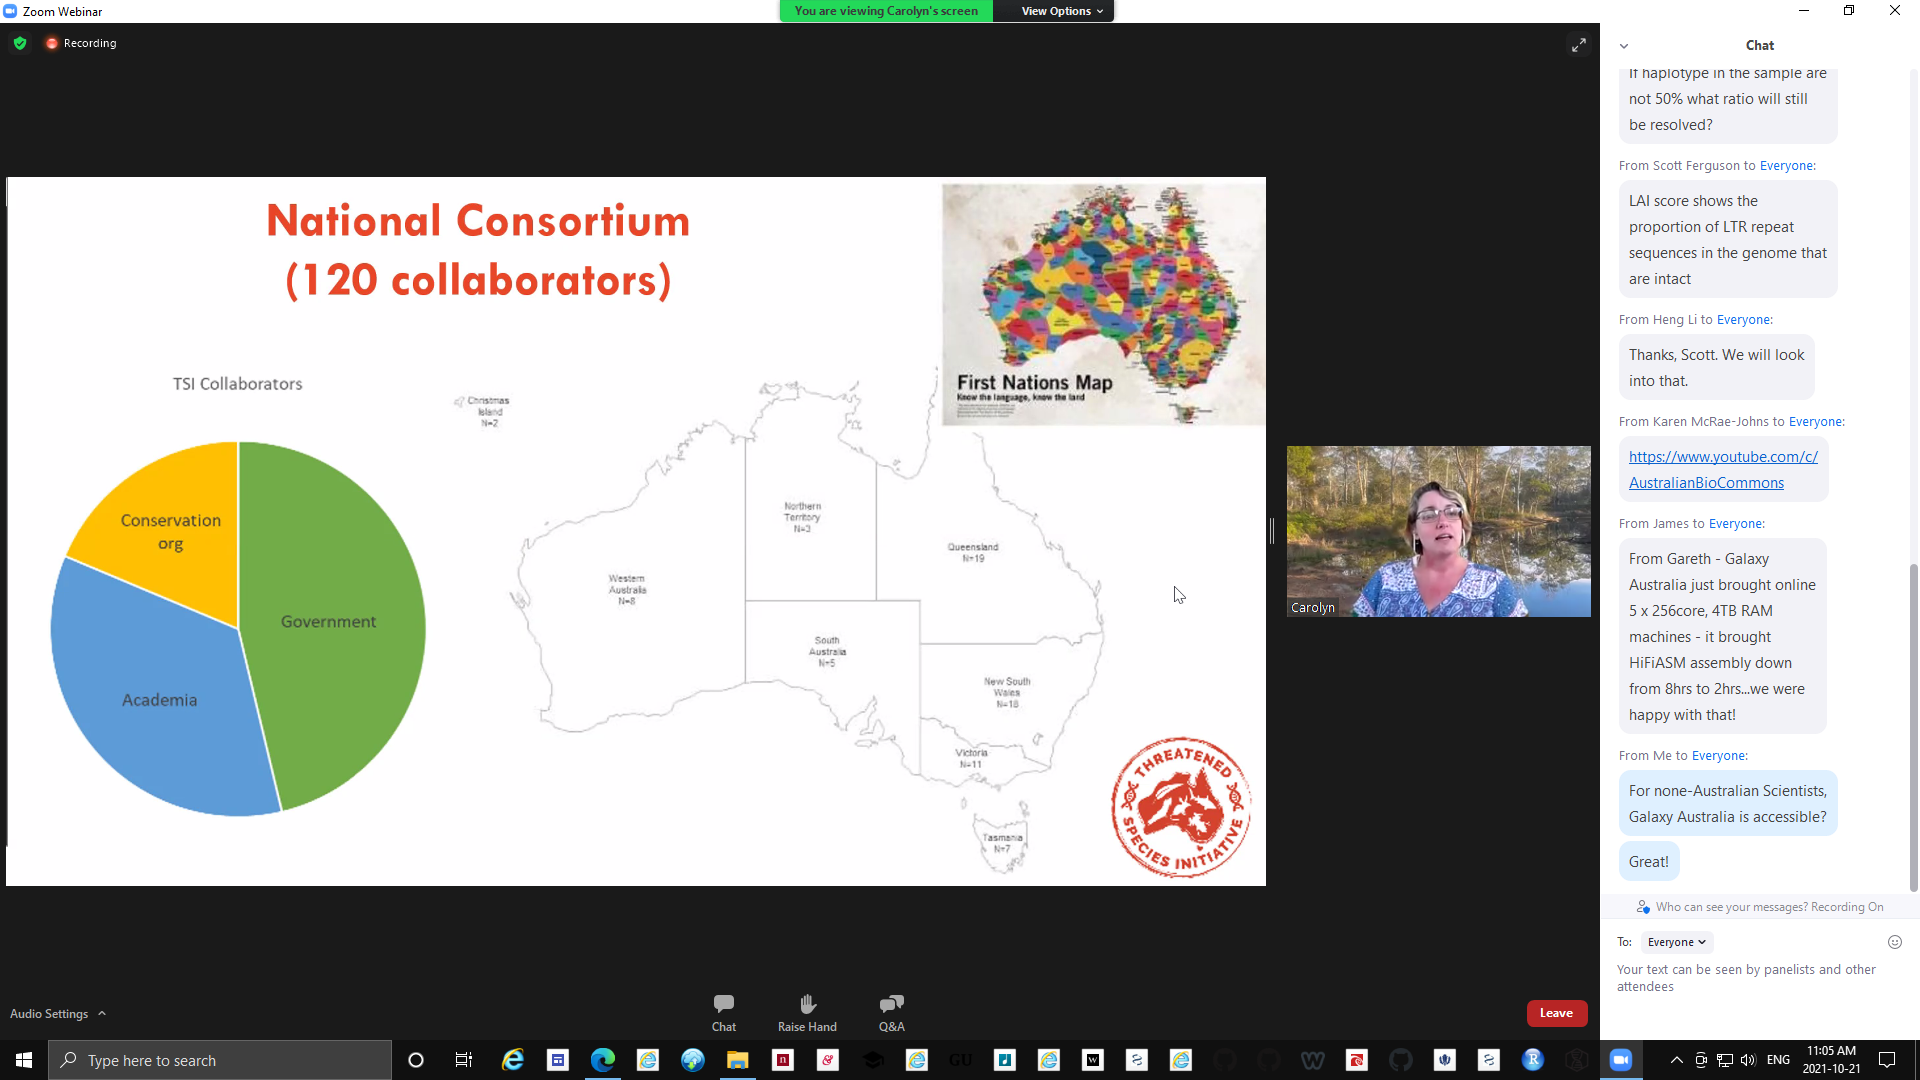 Zoom Webinar
You are viewing Carolyn's screen
View Options
Recording
National Consortium
(120 collaborators)
TSI Collaborators
Conservation
org
Government
Academia
Christmas
Island
N=2
Northern
Territory
N=3
Queensland
N=19
Western
Australia
N=8
South
Australia
N=5
New South
Wales
N=18
Victoria
N=11
Tasmania
N=7
First Nations Map
Know the language, know the land
THREATENED
SPECIES INITIATIVE
Carolyn
Chat
If haplotype in the sample are
not 50% what ratio will still
be resolved?
From Scott Ferguson to Everyone:
LAI score shows the
proportion of LTR repeat
sequences in the genome that
are intact
From Heng Li to Everyone:
Thanks, Scott. We will look
into that.
From Karen McRae-Johns to Everyone:
https://www.youtube.com/c/
AustralianBioCommons
From James to Everyone:
From Gareth - Galaxy
Australia just brought online
5 x 256core, 4TB RAM
machines - it brought
HiFiASM assembly down
from 8hrs to 2hrs...we were
happy with that!
From Me to Everyone:
For none-Australian Scientists,
Galaxy Australia is accessible?
Great!
Who can see your messages? Recording On
To: Everyone
Your text can be seen by panelists and other
attendees
Audio Settings
Chat
Raise Hand
Q&A
Leave
Type here to search
ENG
11:05 AM
2021-10-21